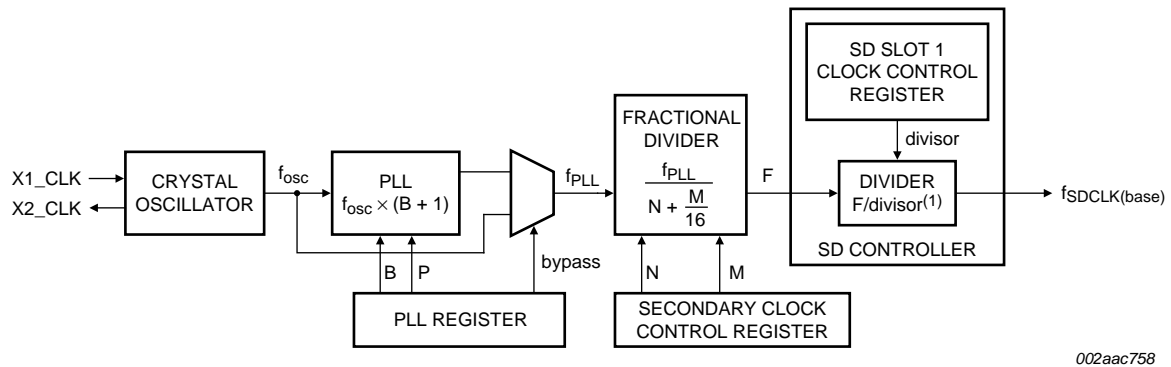 X1_CLK
X2_CLK
CRYSTAL
OSCILLATOR
fosc
PLL
fosc × (B + 1)
B
P
bypass
PLL REGISTER
fPLL
FRACTIONAL
DIVIDER
fPLL
N + M
16
N
M
SECONDARY CLOCK
CONTROL REGISTER
F
SD SLOT 1
CLOCK CONTROL
REGISTER
divisor
DIVIDER
F/divisor(1)
SD CONTROLLER
fSDCLK(base)
002aac758